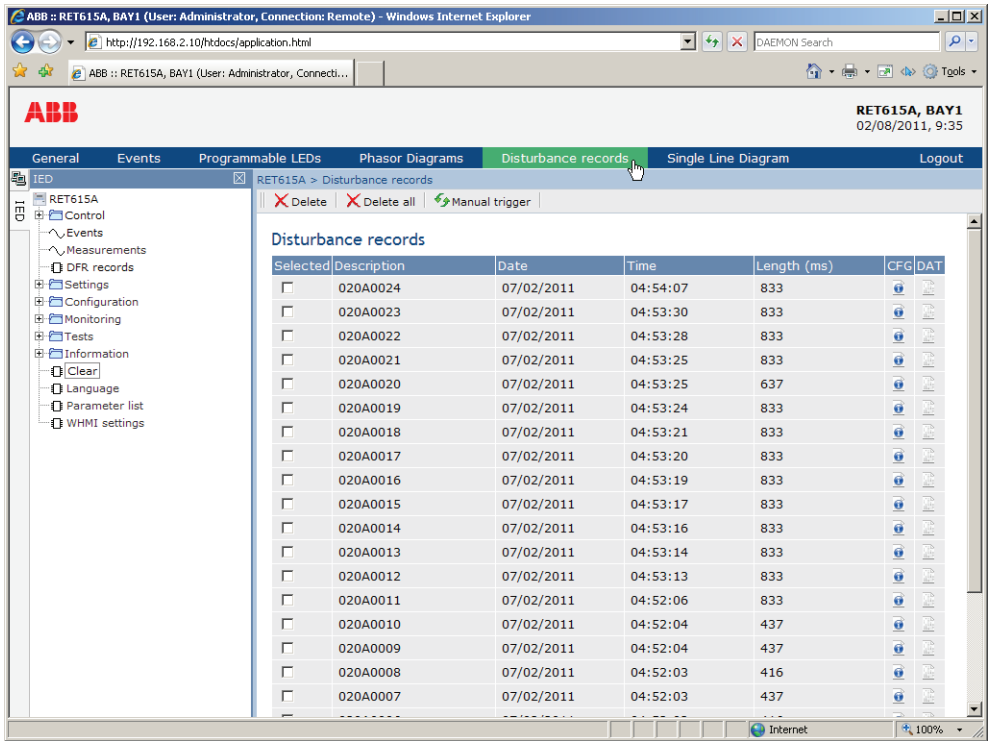 ABB :: RET615A, BAY1 (User: Administrator, Connection: Remote) - Windows Internet Explorer
http://192.168.2.10/htdocs/application.html
DAEMON Search
ABB :: RET615A, BAY1 (User: Administrator, Connecti...
Tools
ABB
RET615A, BAY1
02/08/2011, 9:35
General Events Programmable LEDs Phasor Diagrams Disturbance records Single Line Diagram Logout
IED
IED
RET615A
Control
Events
Measurements
DFR records
Settings
Configuration
Monitoring
Tests
Information
Clear
Language
Parameter list
WHMI settings
RET615A > Disturbance records
Delete Delete all Manual trigger
Disturbance records
Selected Description Date Time Length (ms) CFG DAT
020A0024 07/02/2011 04:54:07 833
020A0023 07/02/2011 04:53:30 833
020A0022 07/02/2011 04:53:28 833
020A0021 07/02/2011 04:53:25 833
020A0020 07/02/2011 04:53:25 637
020A0019 07/02/2011 04:53:24 833
020A0018 07/02/2011 04:53:21 833
020A0017 07/02/2011 04:53:20 833
020A0016 07/02/2011 04:53:19 833
020A0015 07/02/2011 04:53:17 833
020A0014 07/02/2011 04:53:16 833
020A0013 07/02/2011 04:53:14 833
020A0012 07/02/2011 04:53:13 833
020A0011 07/02/2011 04:52:06 833
020A0010 07/02/2011 04:52:04 437
020A0009 07/02/2011 04:52:04 437
020A0008 07/02/2011 04:52:03 416
020A0007 07/02/2011 04:52:03 437
Internet
100%